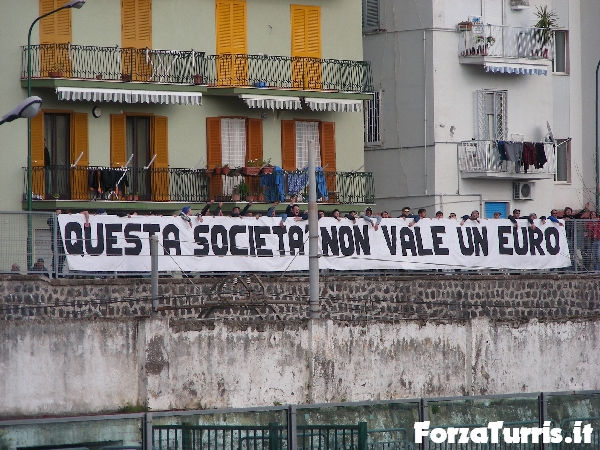 QUESTA SOCIETA' NON VALE UN EURO
ForzaTurris.it